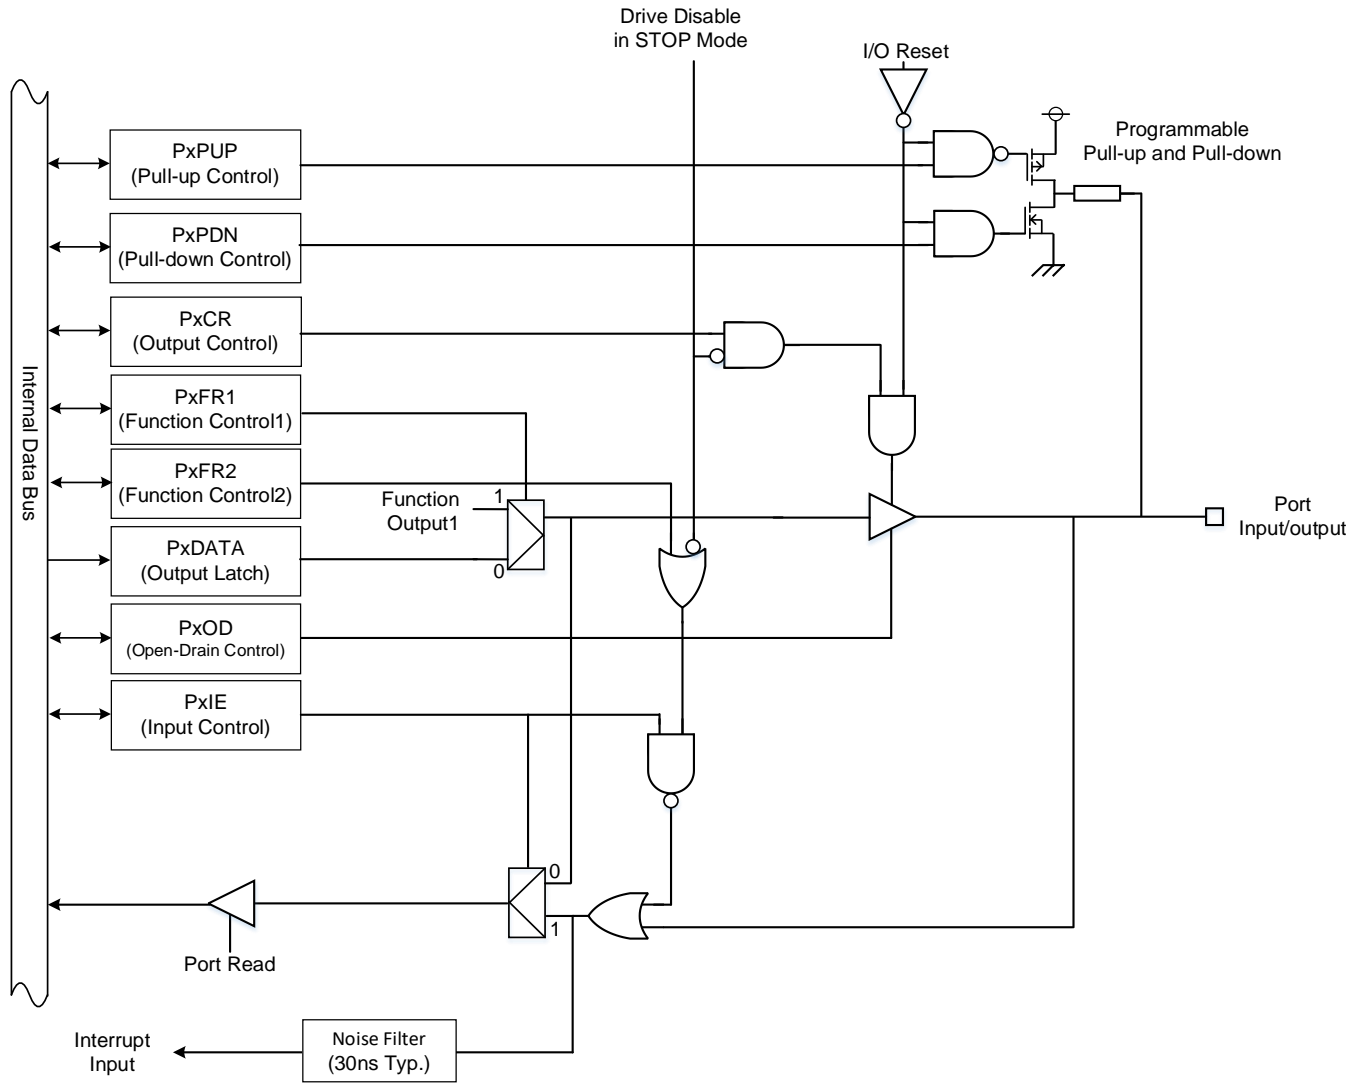 Drive Disable
in STOP Mode
I/O Reset
Programmable
Pull-up and Pull-down
PxPUP
(Pull-up Control)
PxPDN
(Pull-down Control)
PxCR
(Output Control)
Internal Data Bus
PxFR1
(Function Control1)
PxFR2
(Function Control2)
Function
Output1
1
0
Port
Input/output
PxDATA
(Output Latch)
PxOD
(Open-Drain Control)
PxIE
(Input Control)
0
1
Port Read
Interrupt
Input
Noise Filter
(30ns Typ.)